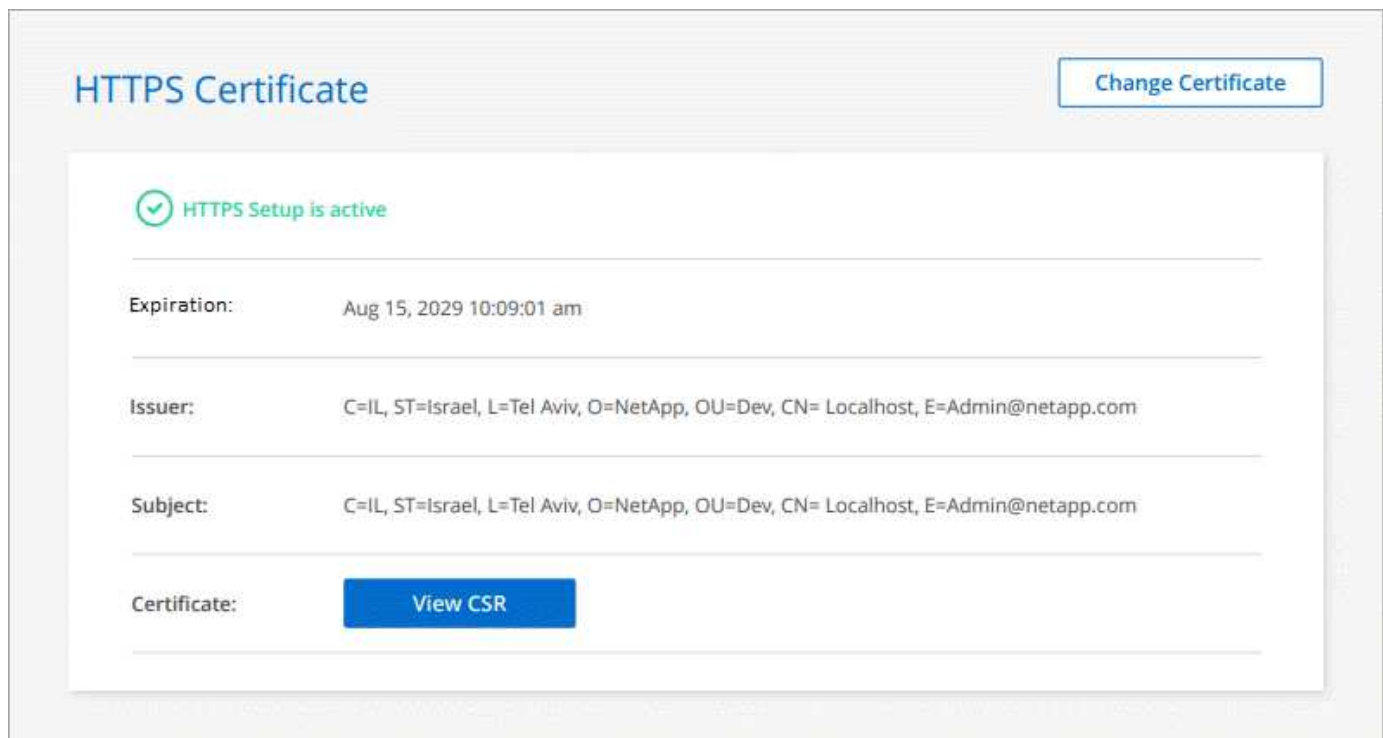 HTTPS Certificate
Change Certificate
HTTPS Setup is active
Expiration: Aug 15, 2029 10:09:01 am
Issuer: C=IL, ST=Israel, L=Tel Aviv, O=NetApp, OU=Dev, CN= Localhost, E=Admin@netapp.com
Subject: C=IL, ST=Israel, L=Tel Aviv, O=NetApp, OU=Dev, CN= Localhost, E=Admin@netapp.com
Certificate: View CSR